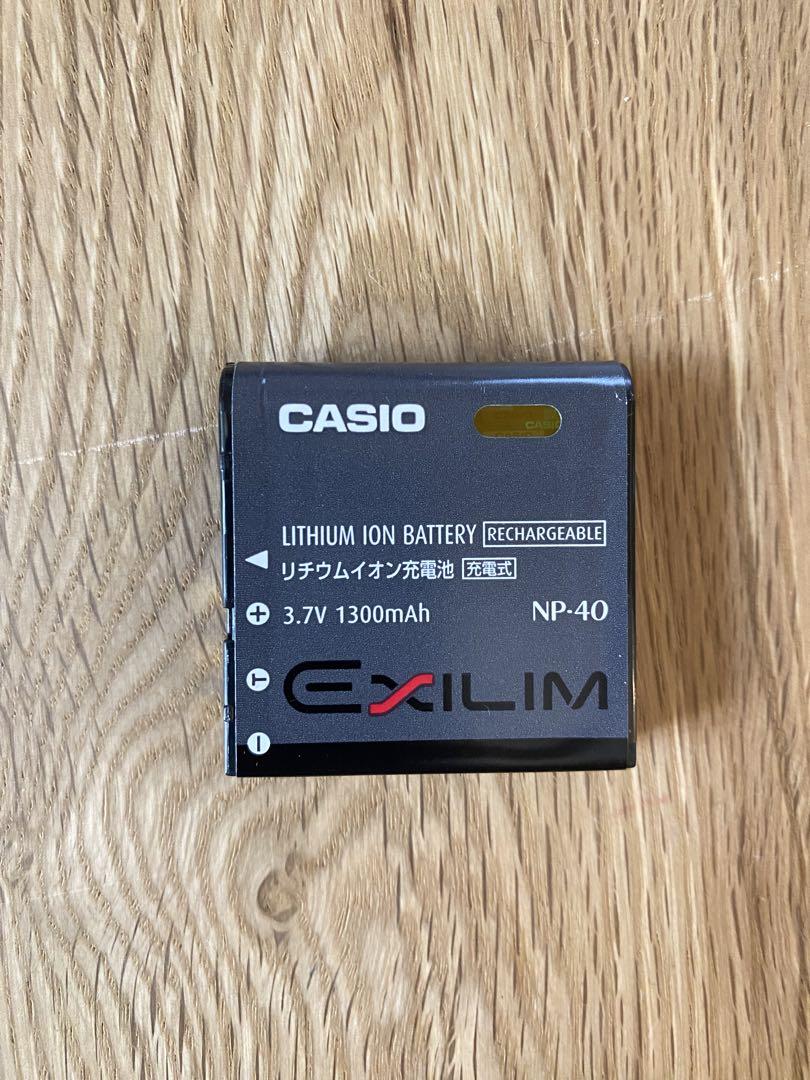 CASIO
CASIO
LITHIUM ION BATTERY RECHARGEABLE
リチウムイオン充電池 充電式
3.7V 1300mAh NP-40
T
EXILIM